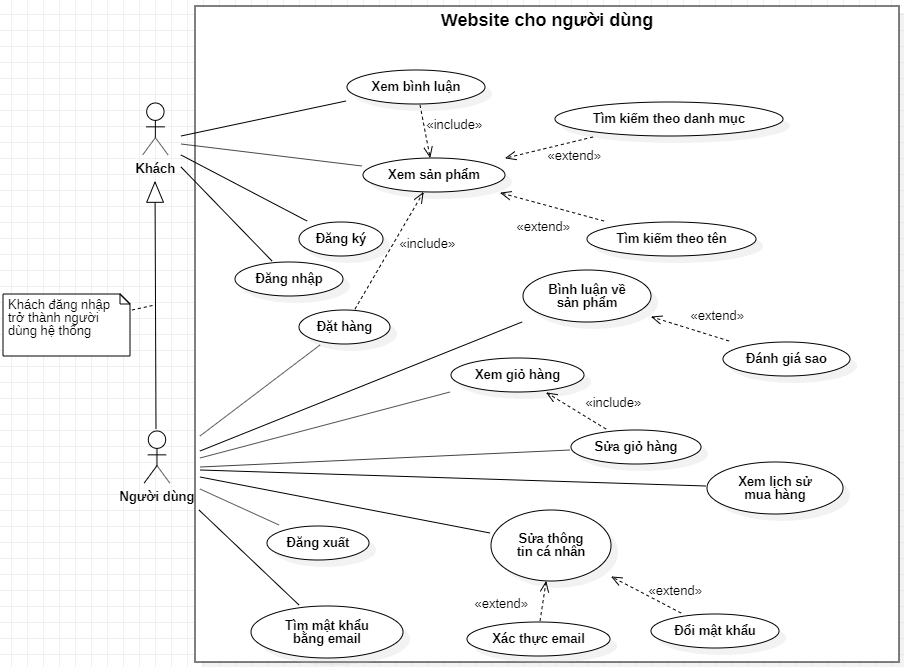 Website cho người dùng
Xem bình luận
«include»
Tìm kiếm theo danh mục
«extend»
Khách
Xem sản phẩm
«extend»
Tìm kiếm theo tên
Đăng ký
«include»
Đăng nhập
Bình luận về
sản phẩm
Khách đăng nhập
trở thành người
dùng hệ thống
Đặt hàng
«extend»
Đánh giá sao
Xem giỏ hàng
«include»
Sửa giỏ hàng
Người dùng
Xem lịch sử
mua hàng
Đăng xuất
Sửa thông
tin cá nhân
«extend»
«extend»
Tìm mật khẩu
bằng email
Xác thực email
Đổi mật khẩu